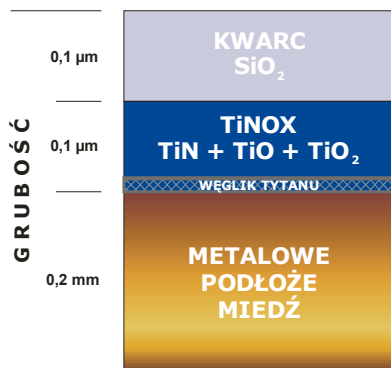 GRUBOŚĆ
0,1 µm
KWARC
SiO₂
0,1 µm
TiNOX
TiN + TiO + TiO₂
WĘGLIK TYTANU
0,2 mm
METALOWE
PODŁOŻE
MIEDŹ